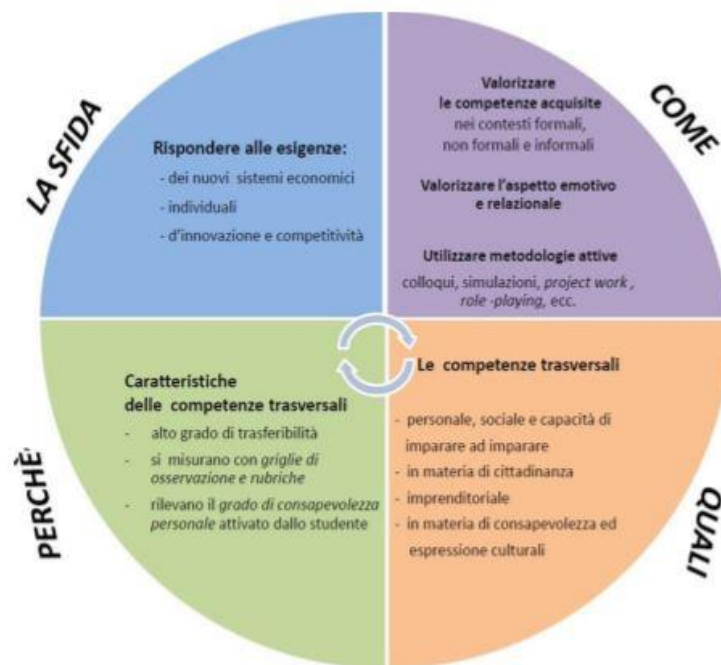 LA SFIDA
Rispondere alle esigenze:
- dei nuovi sistemi economici
- individuali
- d'innovazione e competitività
COME
Valorizzare
le competenze acquisite
nei contesti formali,
non formali e informali
Valorizzare l'aspetto emotivo
e relazionale
Utilizzare metodologie attive
colloqui, simulazioni, project work ,
role -playing, ecc.
PERCHÈ
Caratteristiche
delle competenze trasversali
- alto grado di trasferibilità
- si misurano con griglie di
osservazione e rubriche
- rilevano il grado di consapevolezza
personale attivato dallo studente
QUALI
Le competenze trasversali
- personale, sociale e capacità di
imparare ad imparare
- in materia di cittadinanza
- imprenditoriale
- in materia di consapevolezza ed
espressione culturali